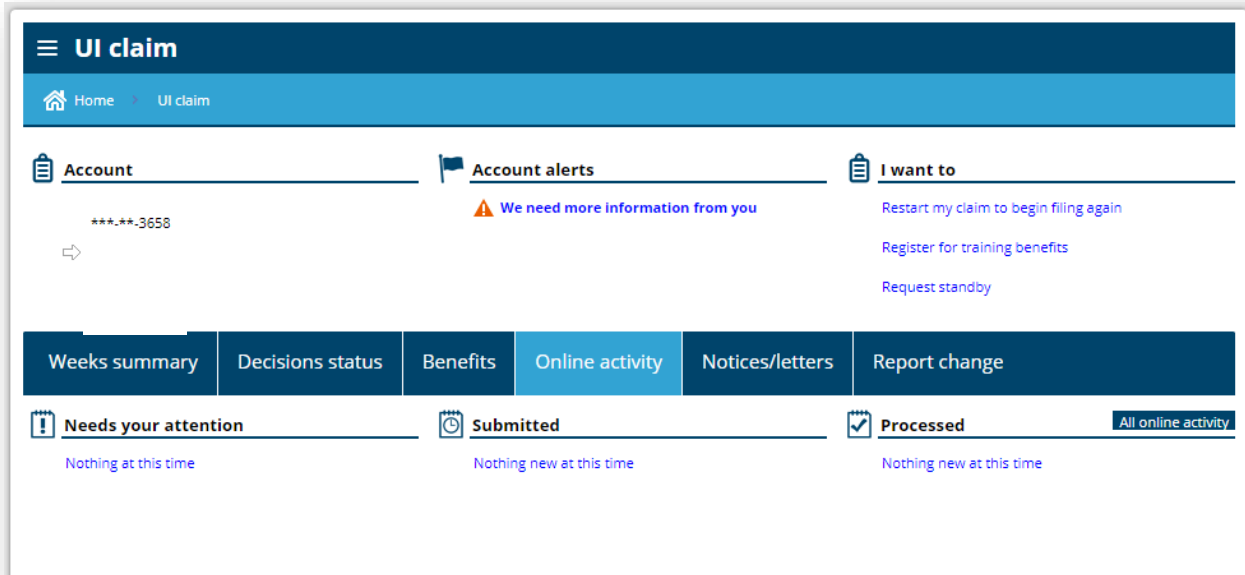 UI claim
Home UI claim
Account
***-**-3658
Account alerts
We need more information from you
I want to
Restart my claim to begin filing again
Register for training benefits
Request standby
Weeks summary Decisions status Benefits Online activity Notices/letters Report change
Needs your attention
Nothing at this time
Submitted
Nothing new at this time
Processed
All online activity
Nothing new at this time